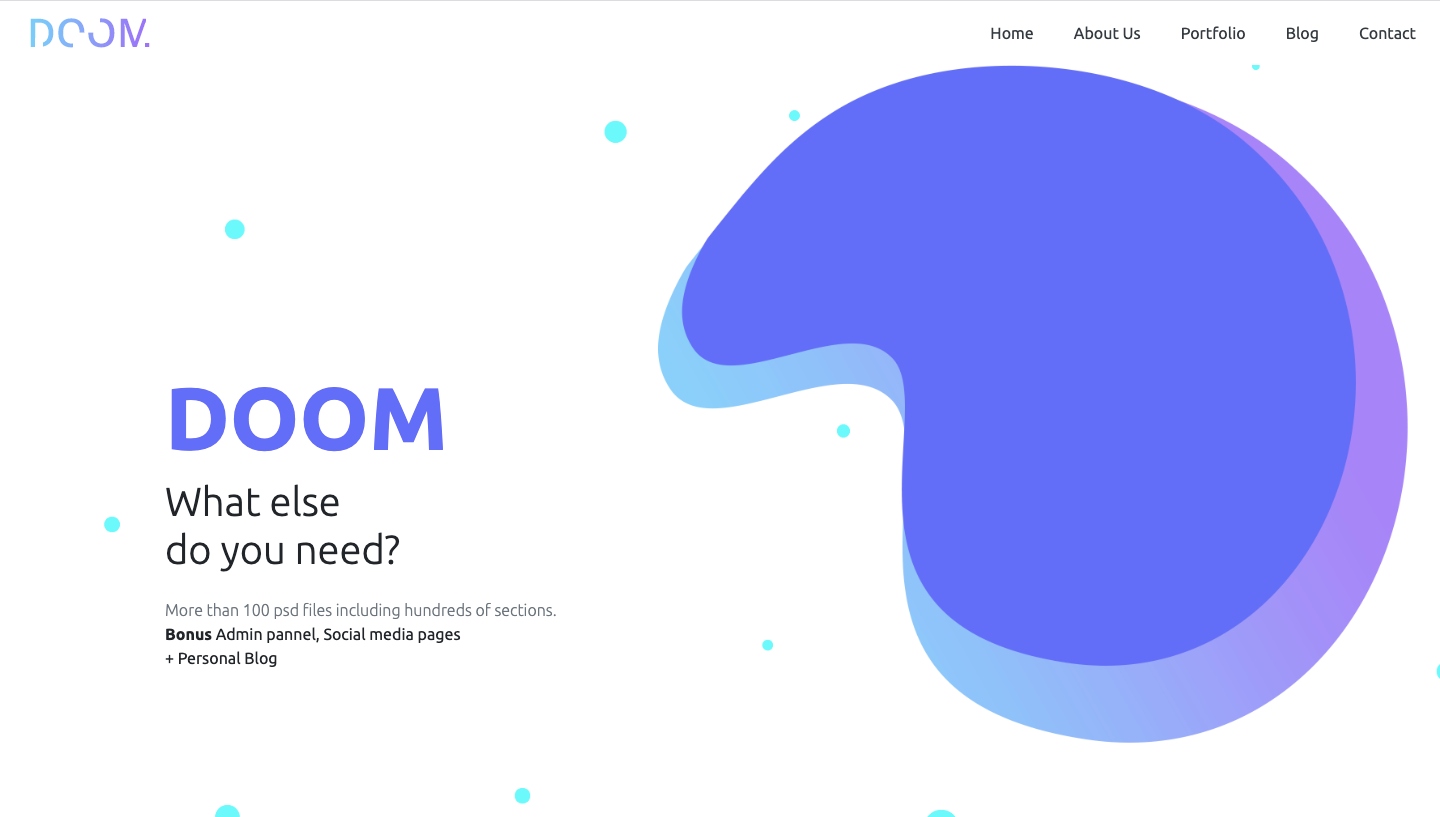 DOOM.
Home About Us Portfolio Blog Contact
DOOM
What else
do you need?
More than 100 psd files including hundreds of sections.
Bonus Admin pannel, Social media pages
+ Personal Blog